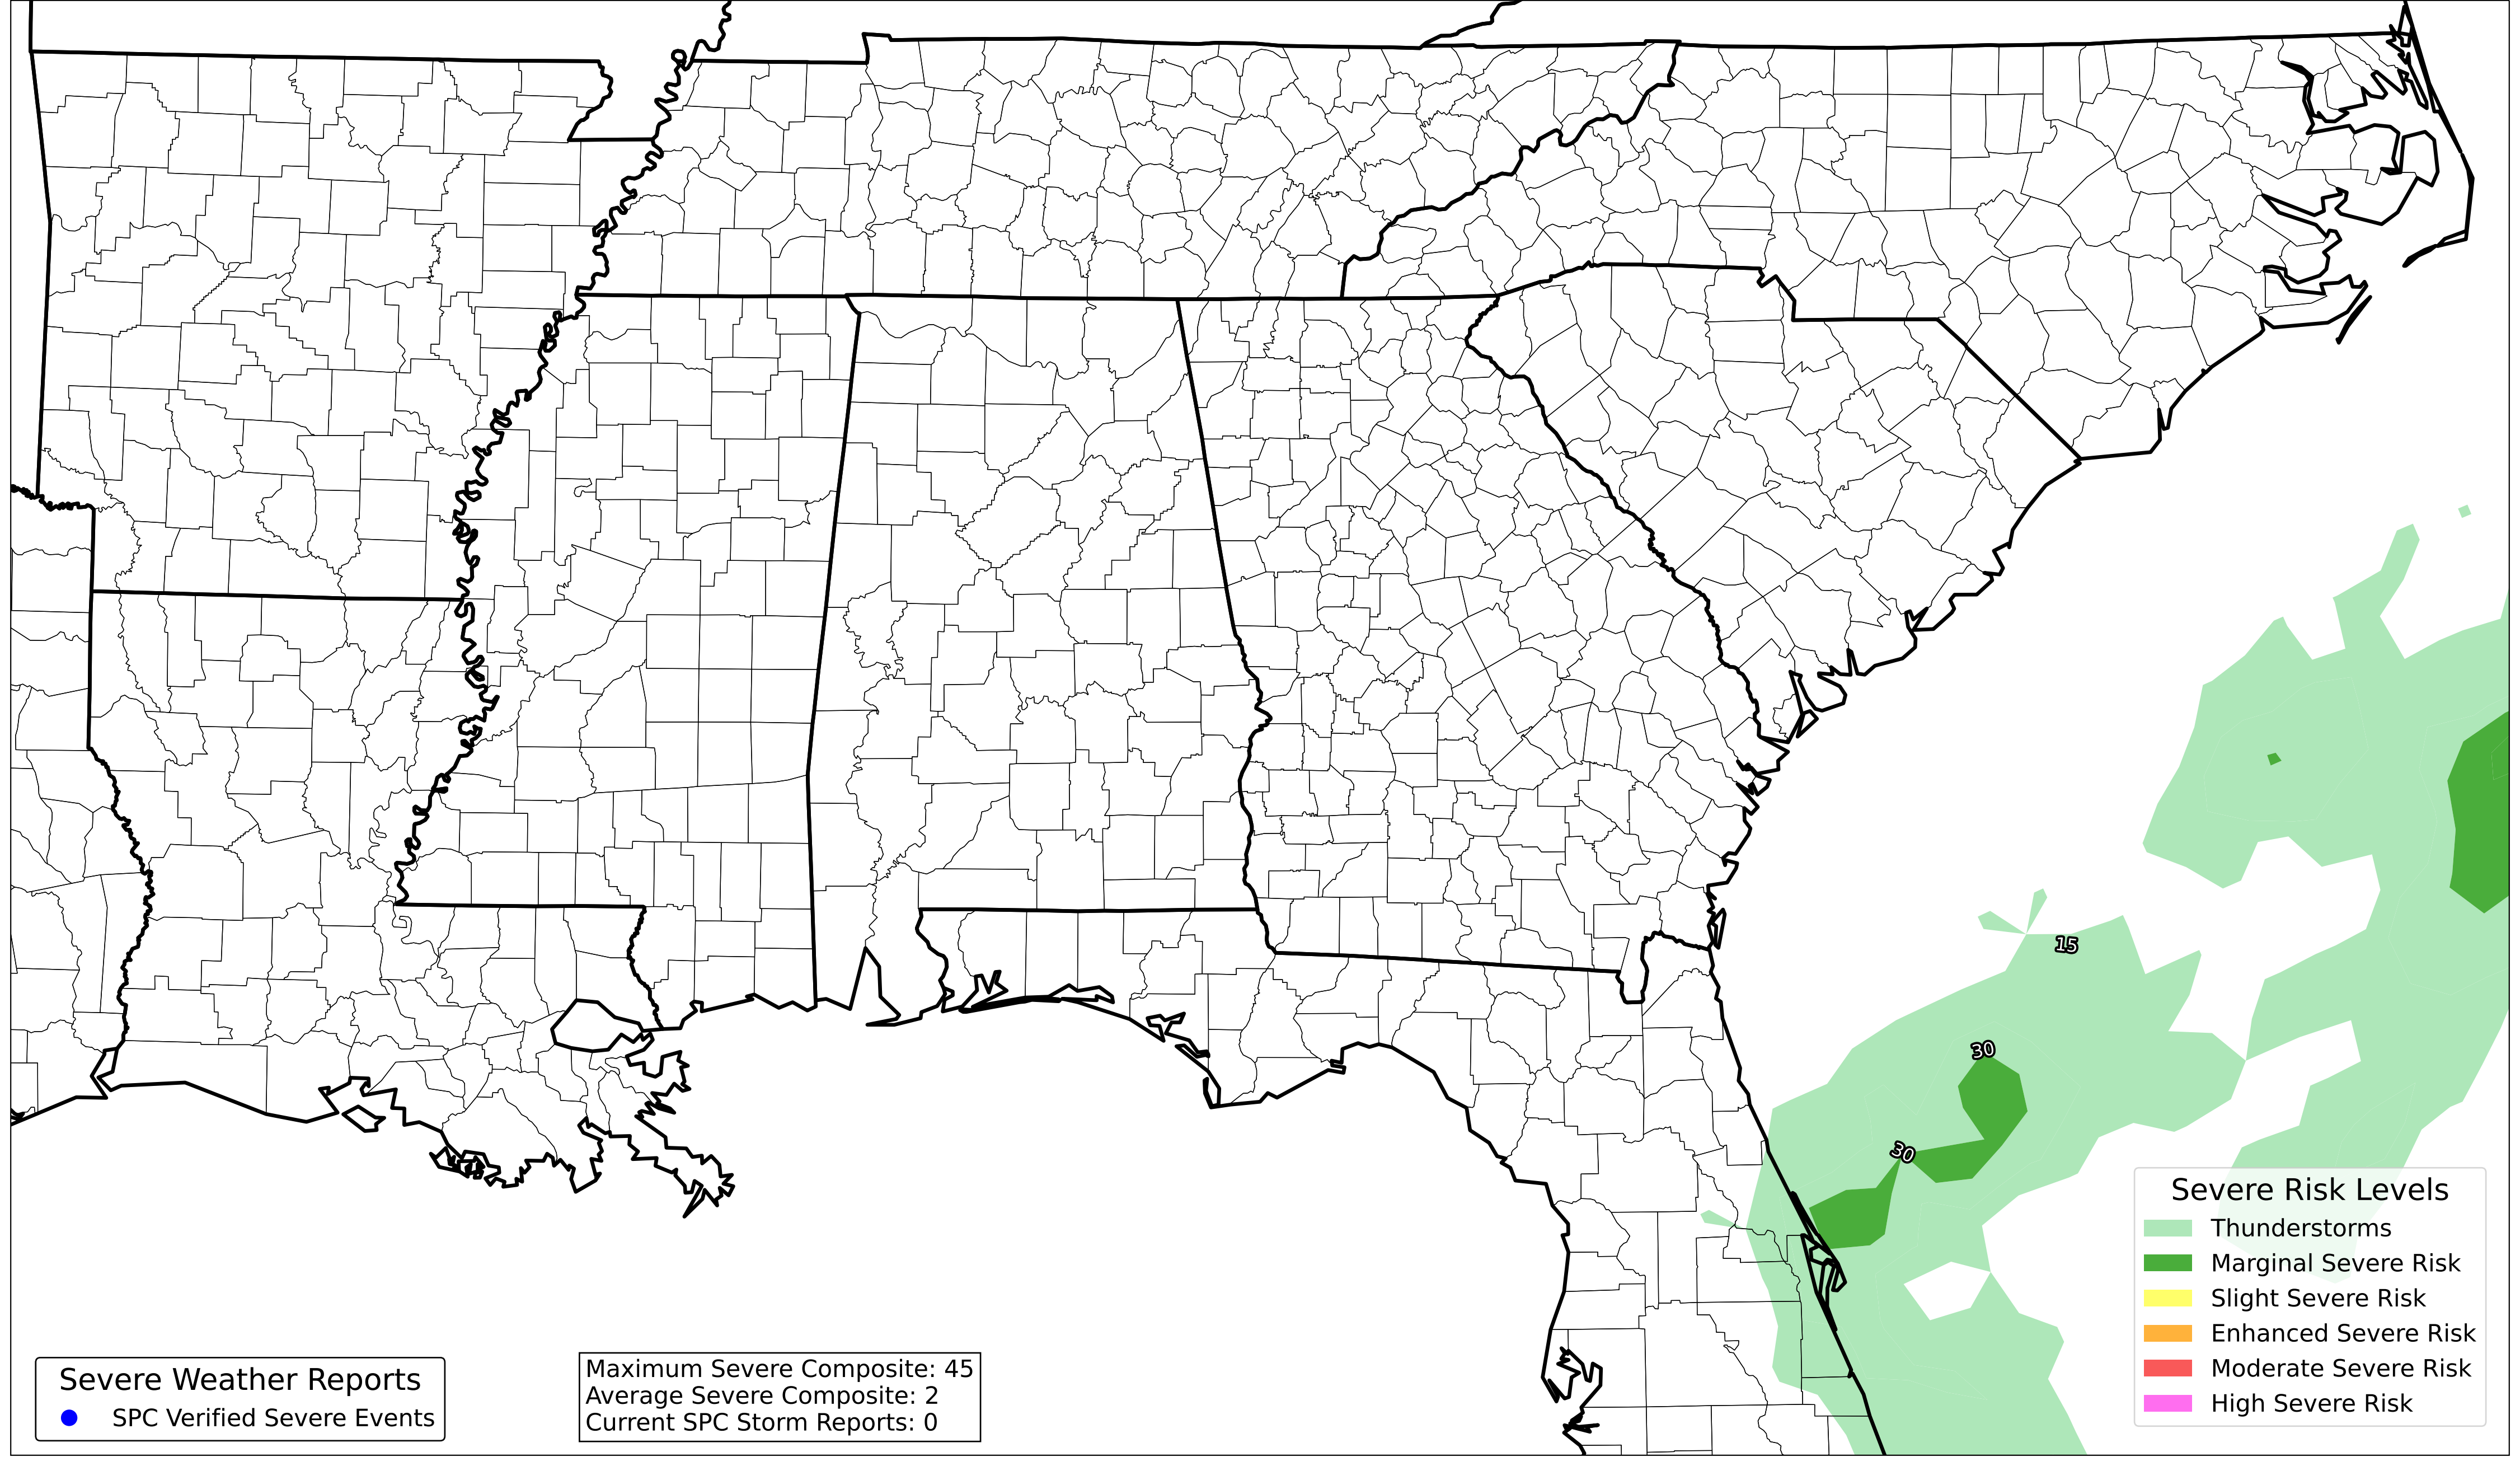 15
30
30
Severe Risk Levels
Thunderstorms
Marginal Severe Risk
Slight Severe Risk
Enhanced Severe Risk
Moderate Severe Risk
High Severe Risk
Severe Weather Reports
SPC Verified Severe Events
Maximum Severe Composite: 45
Average Severe Composite: 2
Current SPC Storm Reports: 0